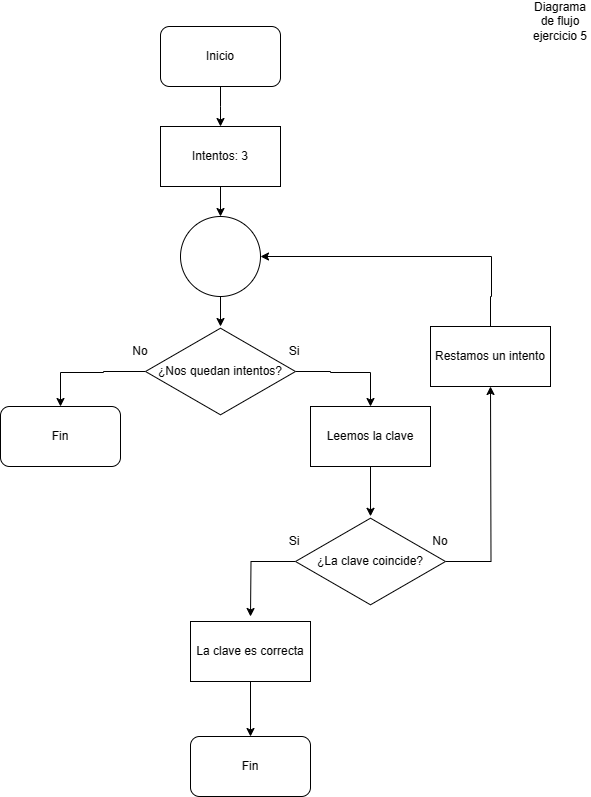 Diagrama
de flujo
ejercicio 5
Inicio
Intentos: 3
No
Si
¿Nos quedan intentos?
Restamos un intento
Fin
Leemos la clave
Si
No
¿La clave coincide?
La clave es correcta
Fin